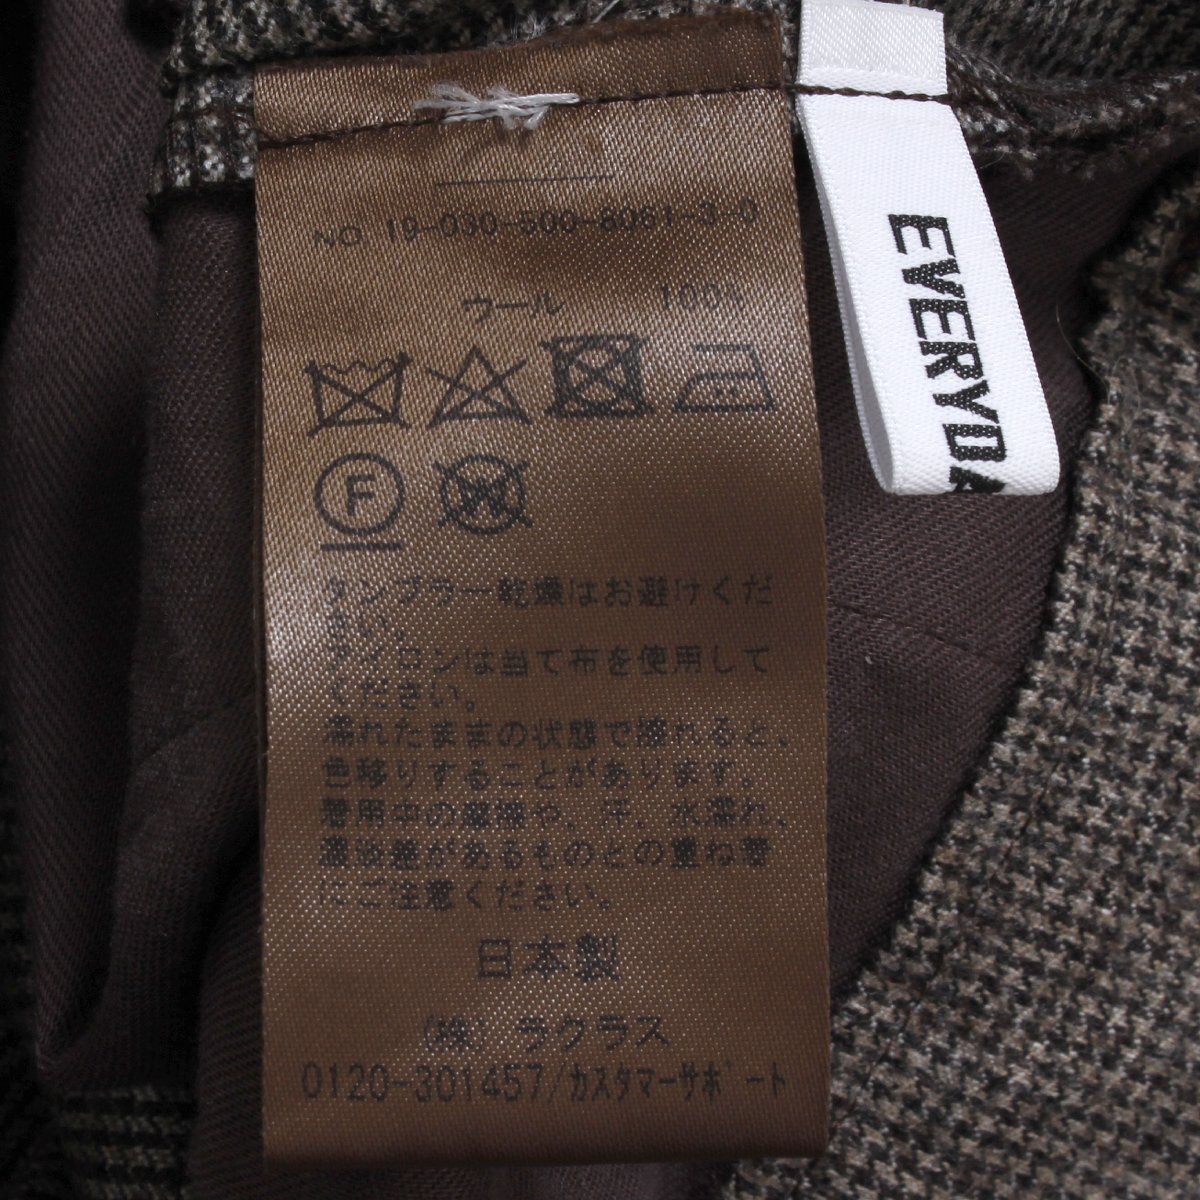 NO. 19-030-500-8061-3-0
ウール 100%
F
W
タンブラー乾燥はお避けくだ
さい。
アイロンは当て布を使用して
ください。
濡れたままの状態で擦れると、
色移りすることがあります。
着用中の摩擦や、汗、水濡れ、
濃淡差があるものとの重ね着
にご注意ください。
日本製
(株) ラクラス
0120-301457/カスタマーサポート
EVERYDA